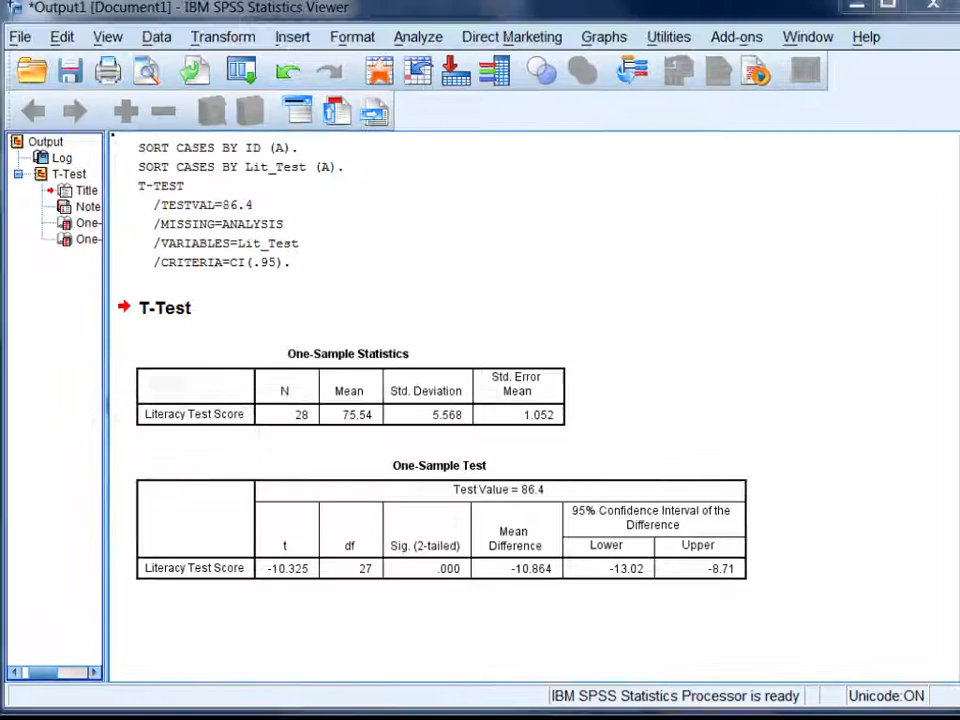 *Output1 [Document1] - IBM SPSS Statistics Viewer
File Edit View Data Transform Insert Format Analyze Direct Marketing Graphs Utilities Add-ons Window Help
Output
Log
T-Test
Title
Note
One-
One-
SORT CASES BY ID (A).
SORT CASES BY Lit_Test (A).
T-TEST
/TESTVAL=86.4
/MISSING=ANALYSIS
/VARIABLES=Lit_Test
/CRITERIA=CI(.95).
T-Test
One-Sample Statistics
N Mean Std. Deviation Std. Error Mean
Literacy Test Score 28 75.54 5.568 1.052
One-Sample Test
Test Value = 86.4
95% Confidence Interval of the Difference
t df Sig. (2-tailed) Mean Difference Lower Upper
Literacy Test Score -10.325 27 .000 -10.864 -13.02 -8.71
IBM SPSS Statistics Processor is ready Unicode:ON